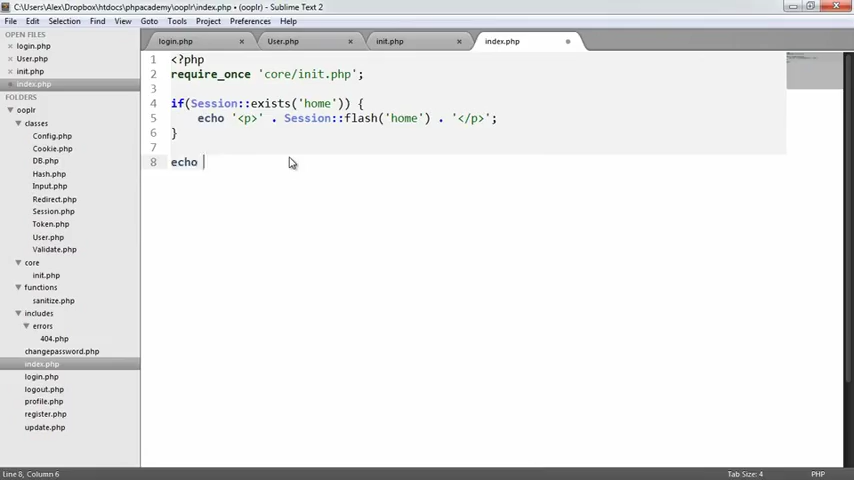 C:\Users\Alex\Dropbox\htdocs\phpacademy\ooplr\index.php • (ooplr) - Sublime Text 2
File Edit Selection Find View Goto Tools Project Preferences Help
OPEN FILES
login.php
User.php
init.php
index.php
FOLDERS
ooplr
classes
Config.php
Cookie.php
DB.php
Hash.php
Input.php
Redirect.php
Session.php
Token.php
User.php
Validate.php
core
init.php
functions
sanitize.php
includes
errors
404.php
changepassword.php
index.php
login.php
logout.php
profile.php
register.php
update.php
login.php User.php init.php index.php
1 <?php
2 require_once 'core/init.php';
3
4 if(Session::exists('home')) {
5 echo '<p>' . Session::flash('home') . '</p>';
6 }
7
8 echo
Line 8, Column 6 Tab Size: 4 PHP